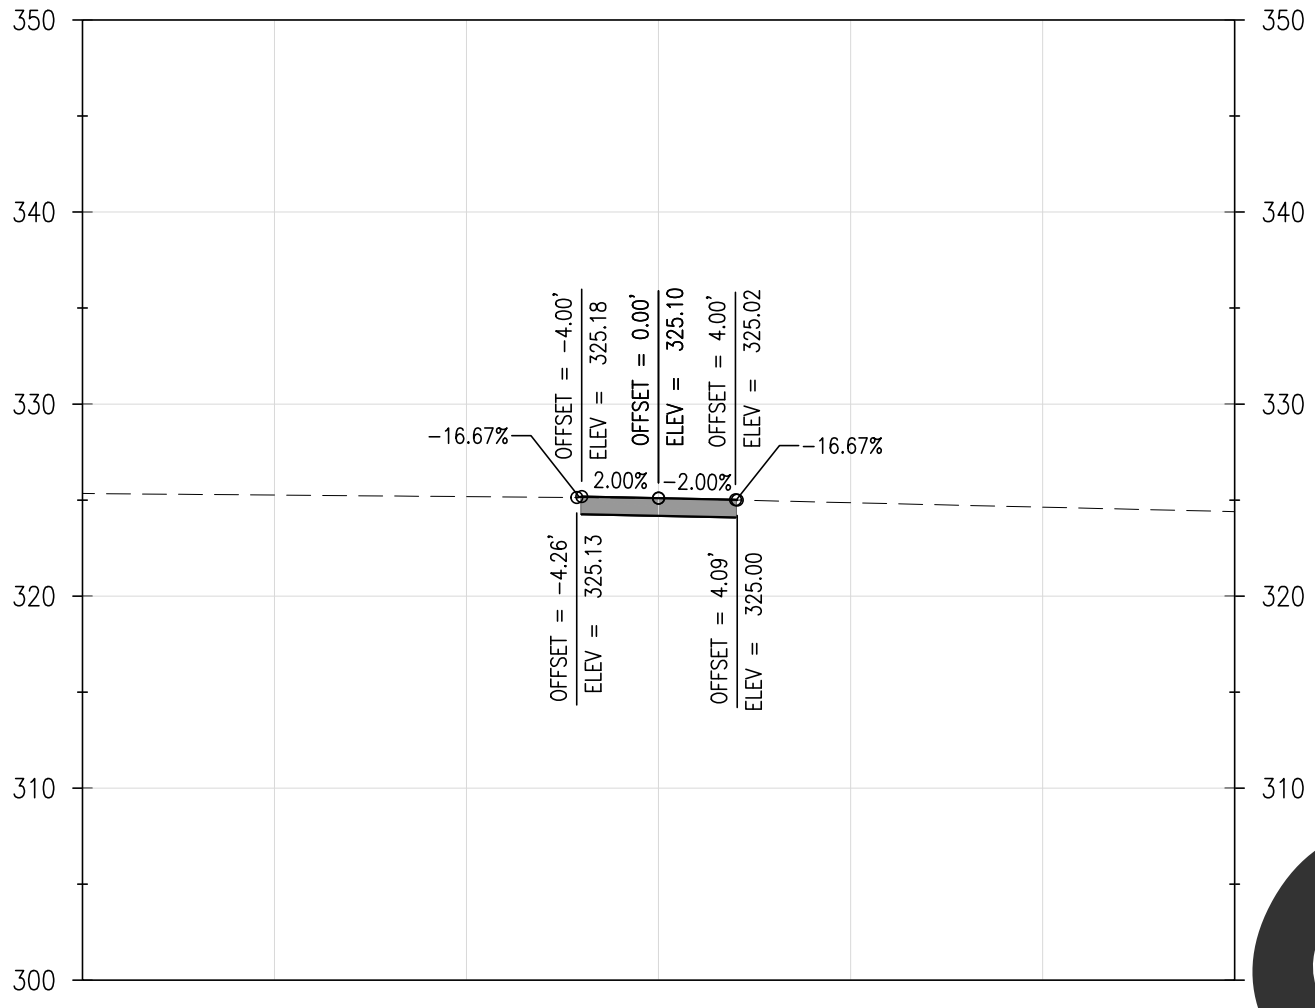 350
350
340
340
OFFSET = -4.00'
ELEV = 325.18
OFFSET = 0.00'
ELEV = 325.10
OFFSET = 4.00'
ELEV = 325.02
330
330
-16.67%
-16.67%
2.00%
-2.00%
OFFSET = -4.26'
ELEV = 325.13
OFFSET = 4.09'
ELEV = 325.00
320
320
310
310
300